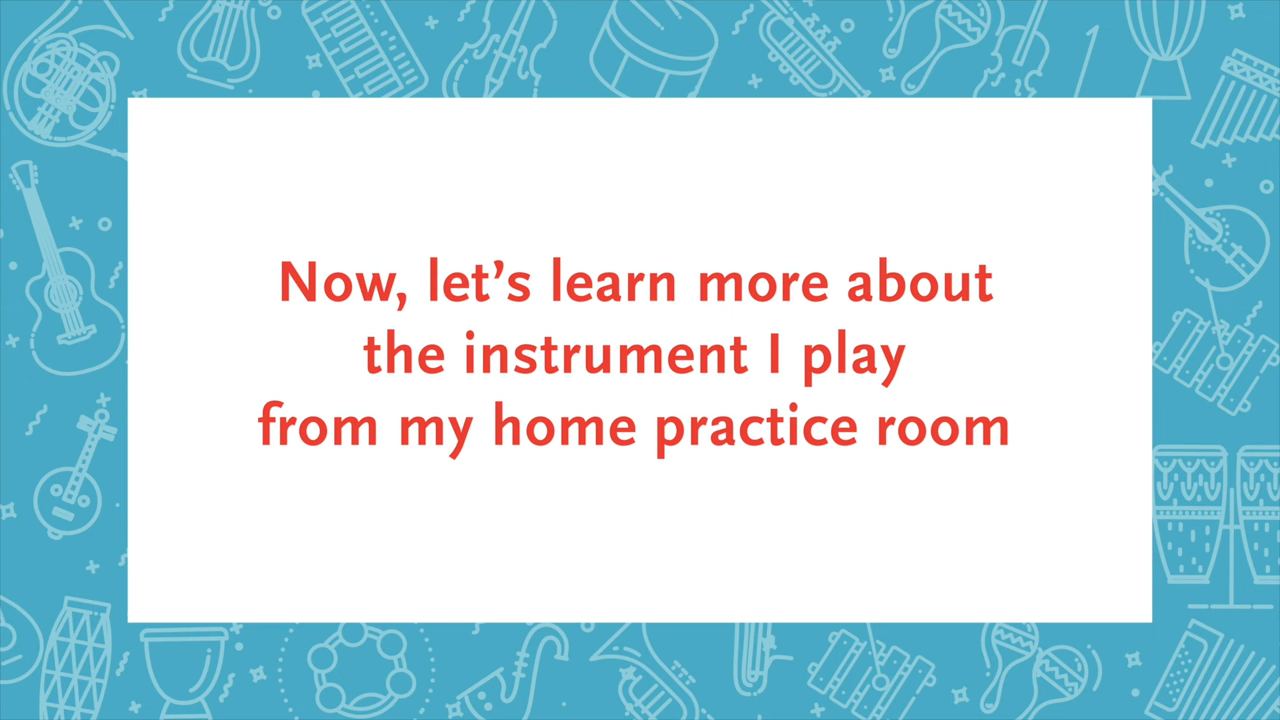 Now, let’s learn more about
the instrument I play
from my home practice room